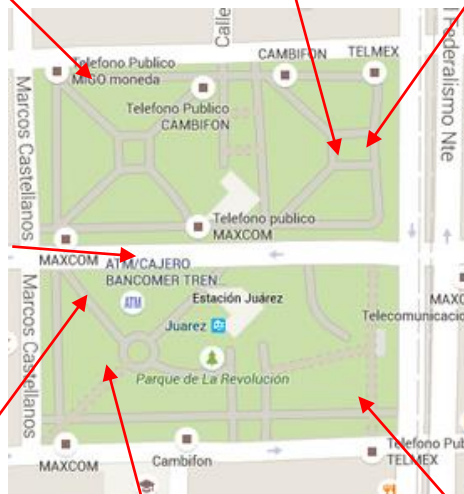 Calle
l Federalismo Nte
CAMBIFON
TELMEX
Telefono Publico
MIGO moneda
Telefono Publico
CAMBIFON
Marcos Castellanos
Telefono publico
MAXCOM
MAXCOM
ATM/CAJERO
BANCOMER TREN...
ATM
Estación Juárez
Juarez
MAXC
Telecomunicacio
Marcos Castellanos
Parque de La Revolución
MAXCOM
Cambifon
Telefono Pub
TELMEX